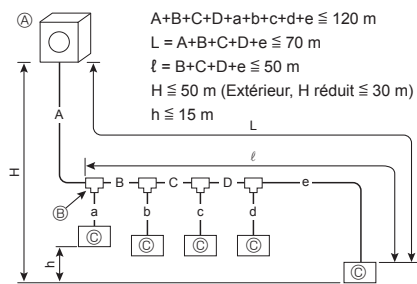 Ⓐ
A+B+C+D+a+b+c+d+e ≦ 120 m
L = A+B+C+D+e ≦ 70 m
ℓ = B+C+D+e ≦ 50 m
H ≦ 50 m (Extérieur, H réduit ≦ 30 m)
h ≦ 15 m
A
L
H
ℓ
B C D e
Ⓑ
a b c d
Ⓒ Ⓒ Ⓒ Ⓒ
h
Ⓒ